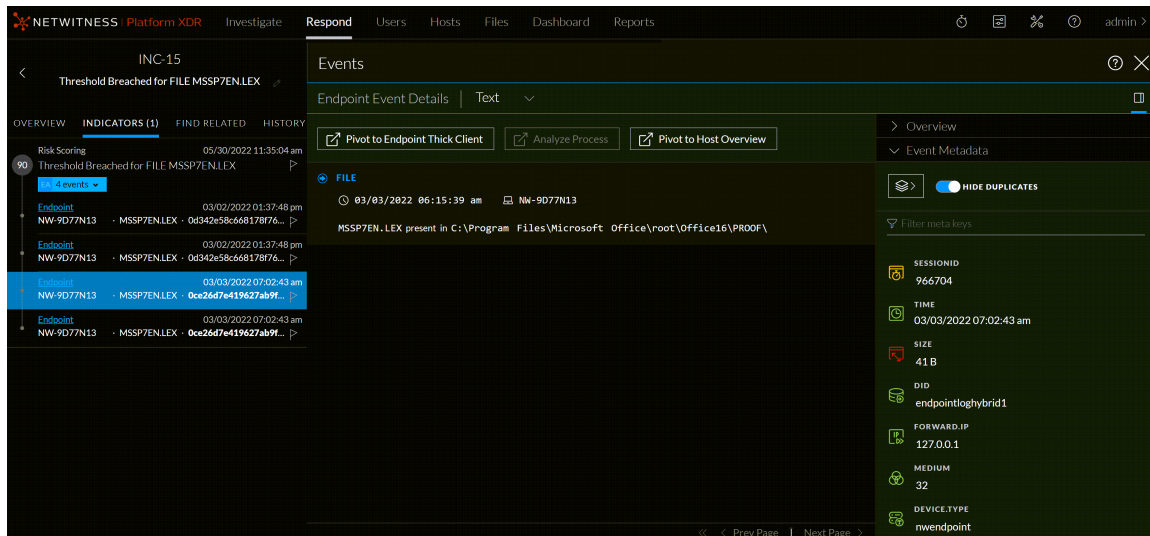 NETWITNESS | Platform XDR Investigate Respond Users Hosts Files Dashboard Reports admin >
INC-15
Threshold Breached for FILE MSSP7EN.LEX
OVERVIEW INDICATORS (1) FIND RELATED HISTORY
Risk Scoring 05/30/2022 11:35:04 am
90 Threshold Breached for FILE MSSP7EN.LEX
EA 4 events
Endpoint 03/02/2022 01:37:48 pm
NW-9D77N13 · MSSP7EN.LEX · 0d342e58c668178f76...
Endpoint 03/02/2022 01:37:48 pm
NW-9D77N13 · MSSP7EN.LEX · 0d342e58c668178f76...
Endpoint 03/03/2022 07:02:43 am
NW-9D77N13 · MSSP7EN.LEX · 0ce26d7e419627ab9f...
Endpoint 03/03/2022 07:02:43 am
NW-9D77N13 · MSSP7EN.LEX · 0ce26d7e419627ab9f...
Events
Endpoint Event Details | Text
Pivot to Endpoint Thick Client Analyze Process Pivot to Host Overview
FILE
03/03/2022 06:15:39 am NW-9D77N13
MSSP7EN.LEX present in C:\Program Files\Microsoft Office\root\Office16\PROOF\
<< < Prev Page 1 Next Page >
Overview
Event Metadata
HIDE DUPLICATES
Filter meta keys
SESSIONID
966704
TIME
03/03/2022 07:02:43 am
SIZE
41 B
DID
endpointloghybrid1
FORWARD.IP
127.0.0.1
MEDIUM
32
DEVICE.TYPE
nwendpoint